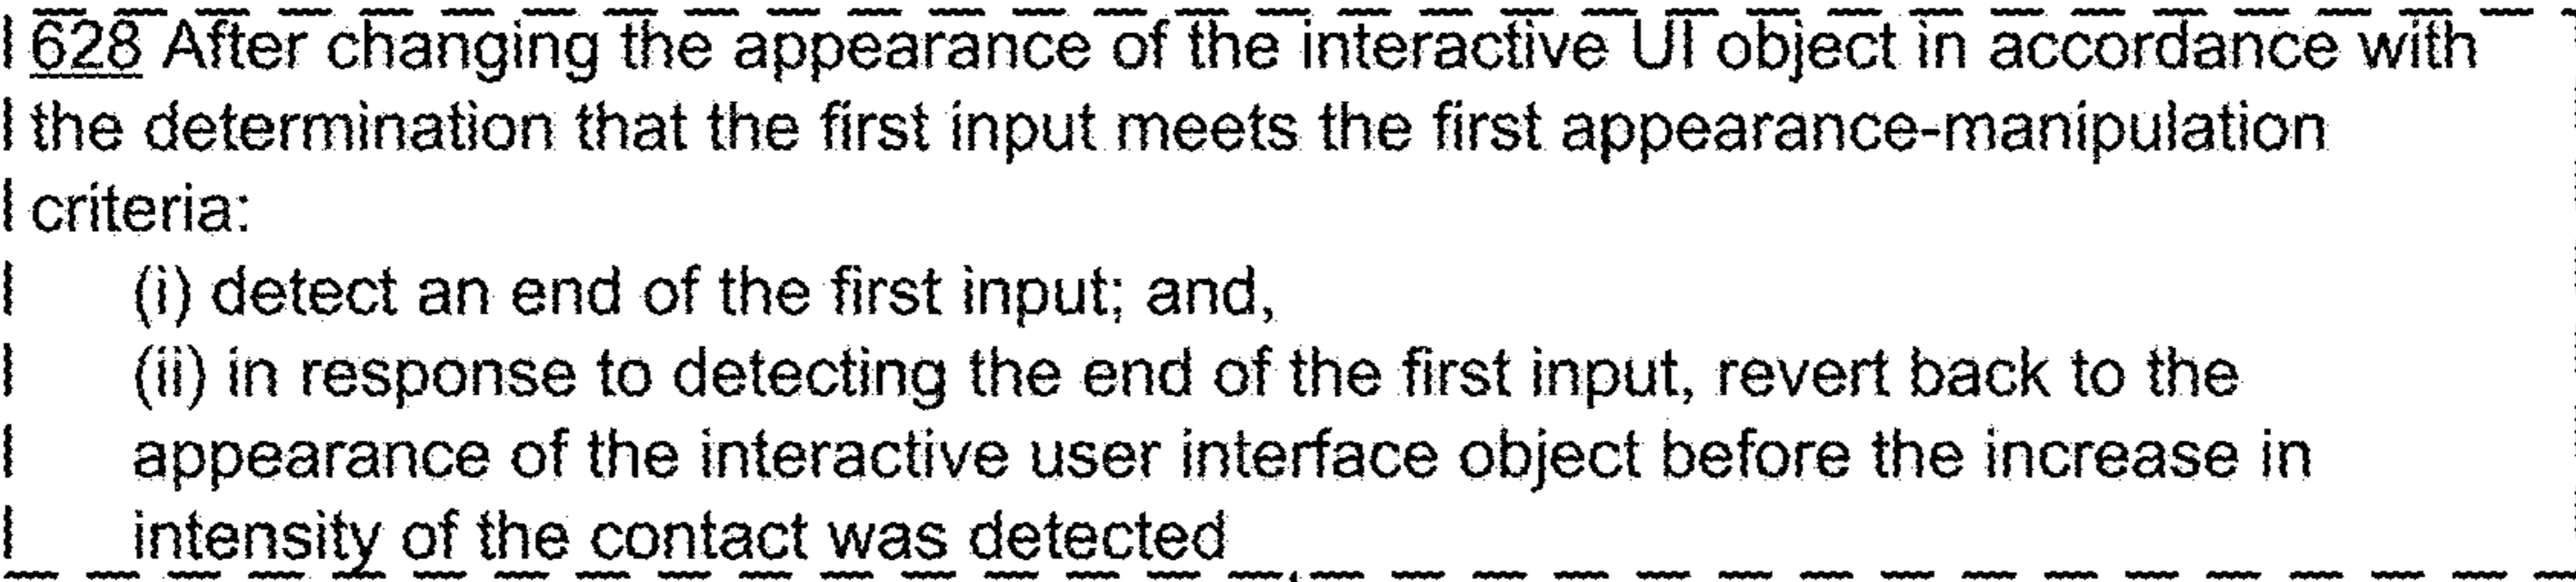 628 After changing the appearance of the interactive UI object in accordance with
the determination that the first input meets the first appearance-manipulation
criteria:
(i) detect an end of the first input; and,
(ii) in response to detecting the end of the first input, revert back to the
appearance of the interactive user interface object before the increase in
intensity of the contact was detected